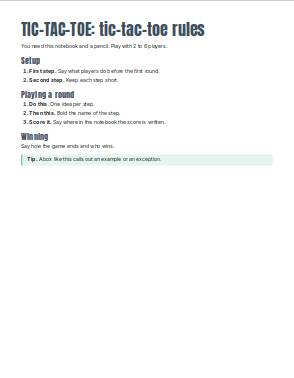 TIC-TAC-TOE: tic-tac-toe rules
You need this notebook and a pencil. Play with 2 to 6 players.
Setup
1. First step. Say what players do before the first round.
2. Second step. Keep each step short.
Playing a round
1. Do this. One idea per step.
2. Then this. Bold the name of the step.
3. Score it. Say where in the notebook the score is written.
Winning
Say how the game ends and who wins.
Tip. A box like this calls out an example or an exception.